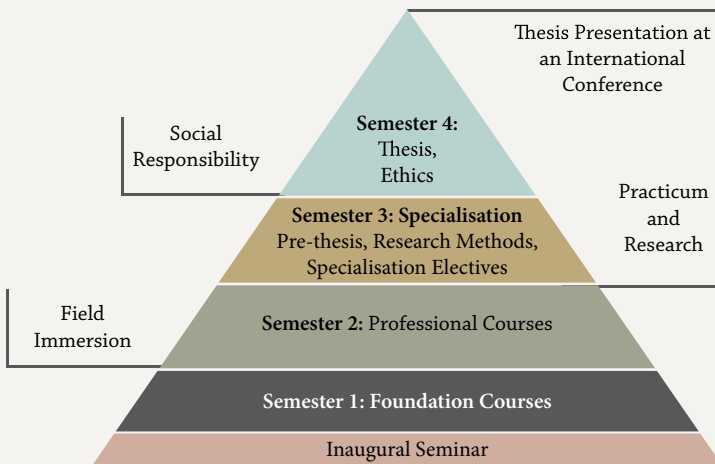 Thesis Presentation at
an International
Conference
Semester 4:
Thesis,
Ethics
Social
Responsibility
Semester 3: Specialisation
Pre-thesis, Research Methods,
Specialisation Electives
Practicum
and
Research
Semester 2: Professional Courses
Field
Immersion
Semester 1: Foundation Courses
Inaugural Seminar